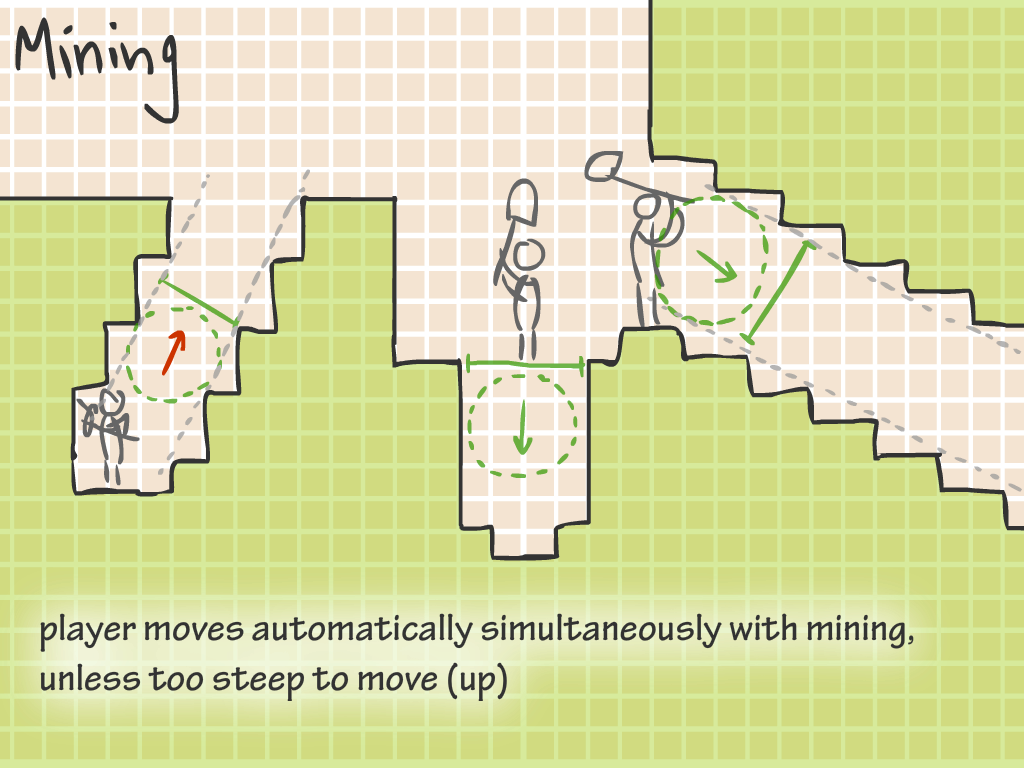 Mining
player moves automatically simultaneously with mining,
unless too steep to move (up)